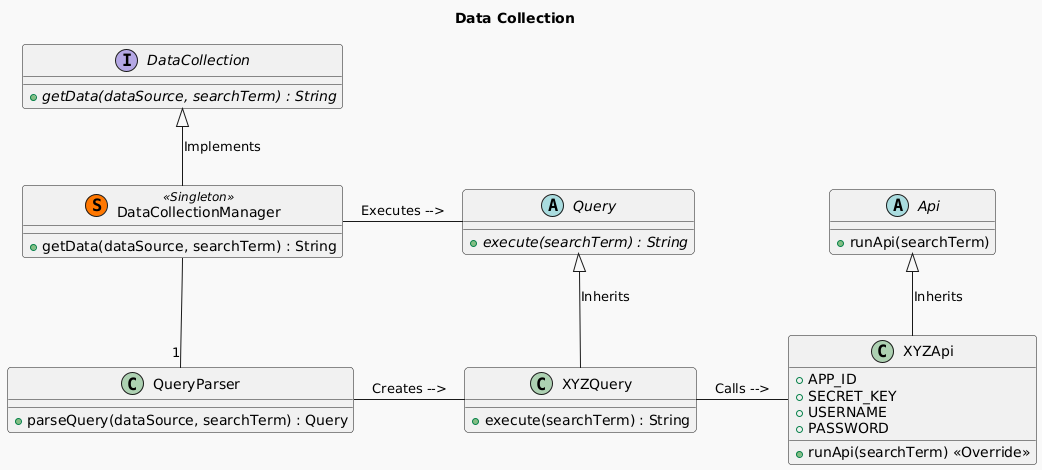 Data Collection
I DataCollection
+ getData(dataSource, searchTerm) : String
Implements
S «Singleton»
DataCollectionManager
getData(dataSource, searchTerm) : String
Executes -->
A Query
execute(searchTerm) : String
A Api
runApi(searchTerm)
Inherits
Inherits
1
C QueryParser
parseQuery(dataSource, searchTerm) : Query
Creates -->
C XYZQuery
execute(searchTerm) : String
Calls -->
C XYZApi
APP_ID
SECRET_KEY
USERNAME
PASSWORD
runApi(searchTerm) «Override»